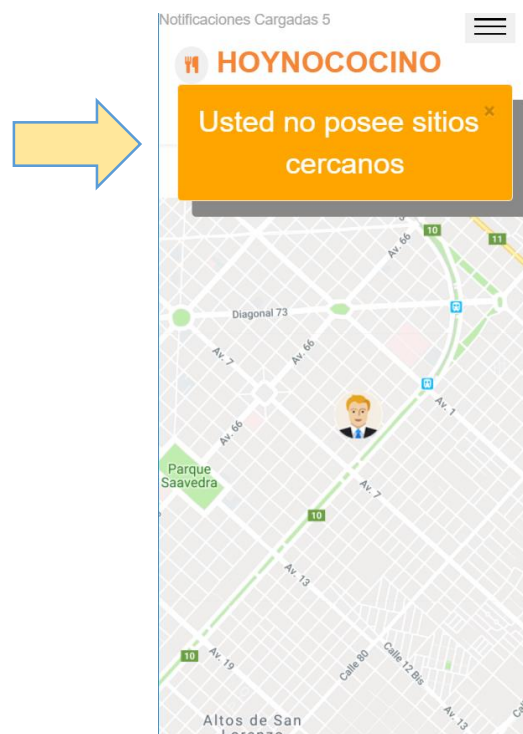 Notificaciones Cargadas 5
HOYNOCOCINO
Usted no posee sitios ×
cercanos
10
Av. 66
11
Diagonal 73
Av. 7
Av. 66
Av. 1
Av. 66
Parque
Saavedra
Av. 7
10
Av. 13
10
Av. 19
Calle 80
Calle 12 Bis
Av. 13
Altos de San
Lorenzo